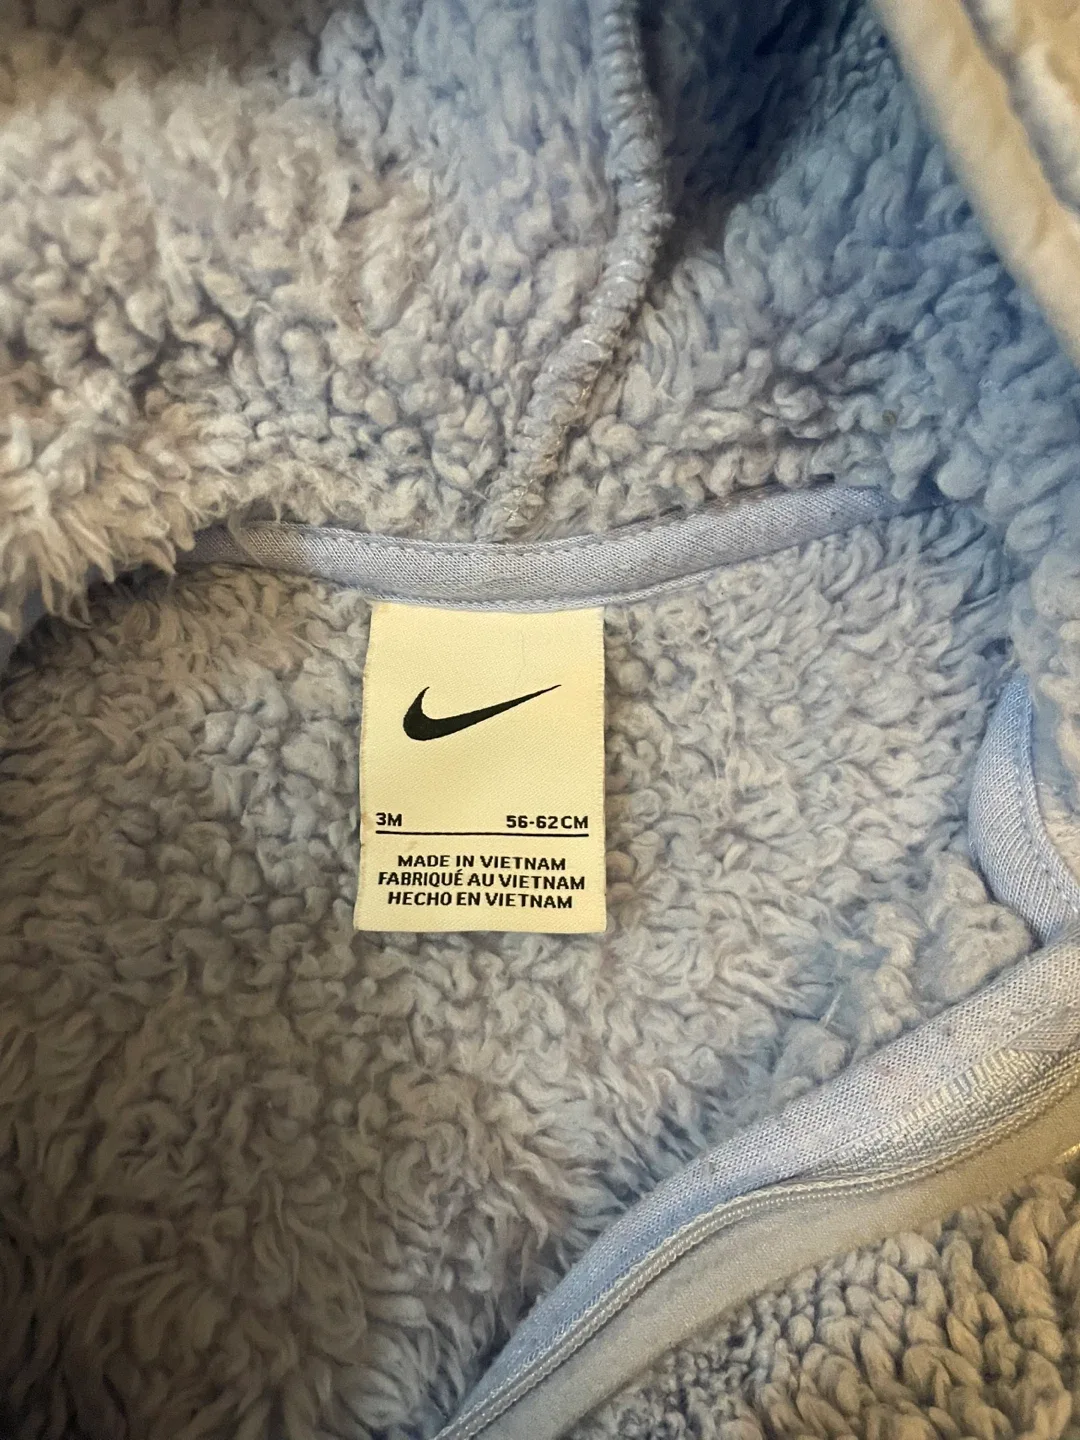 3M 56-62CM
MADE IN VIETNAM
FABRIQUÉ AU VIETNAM
HECHO EN VIETNAM